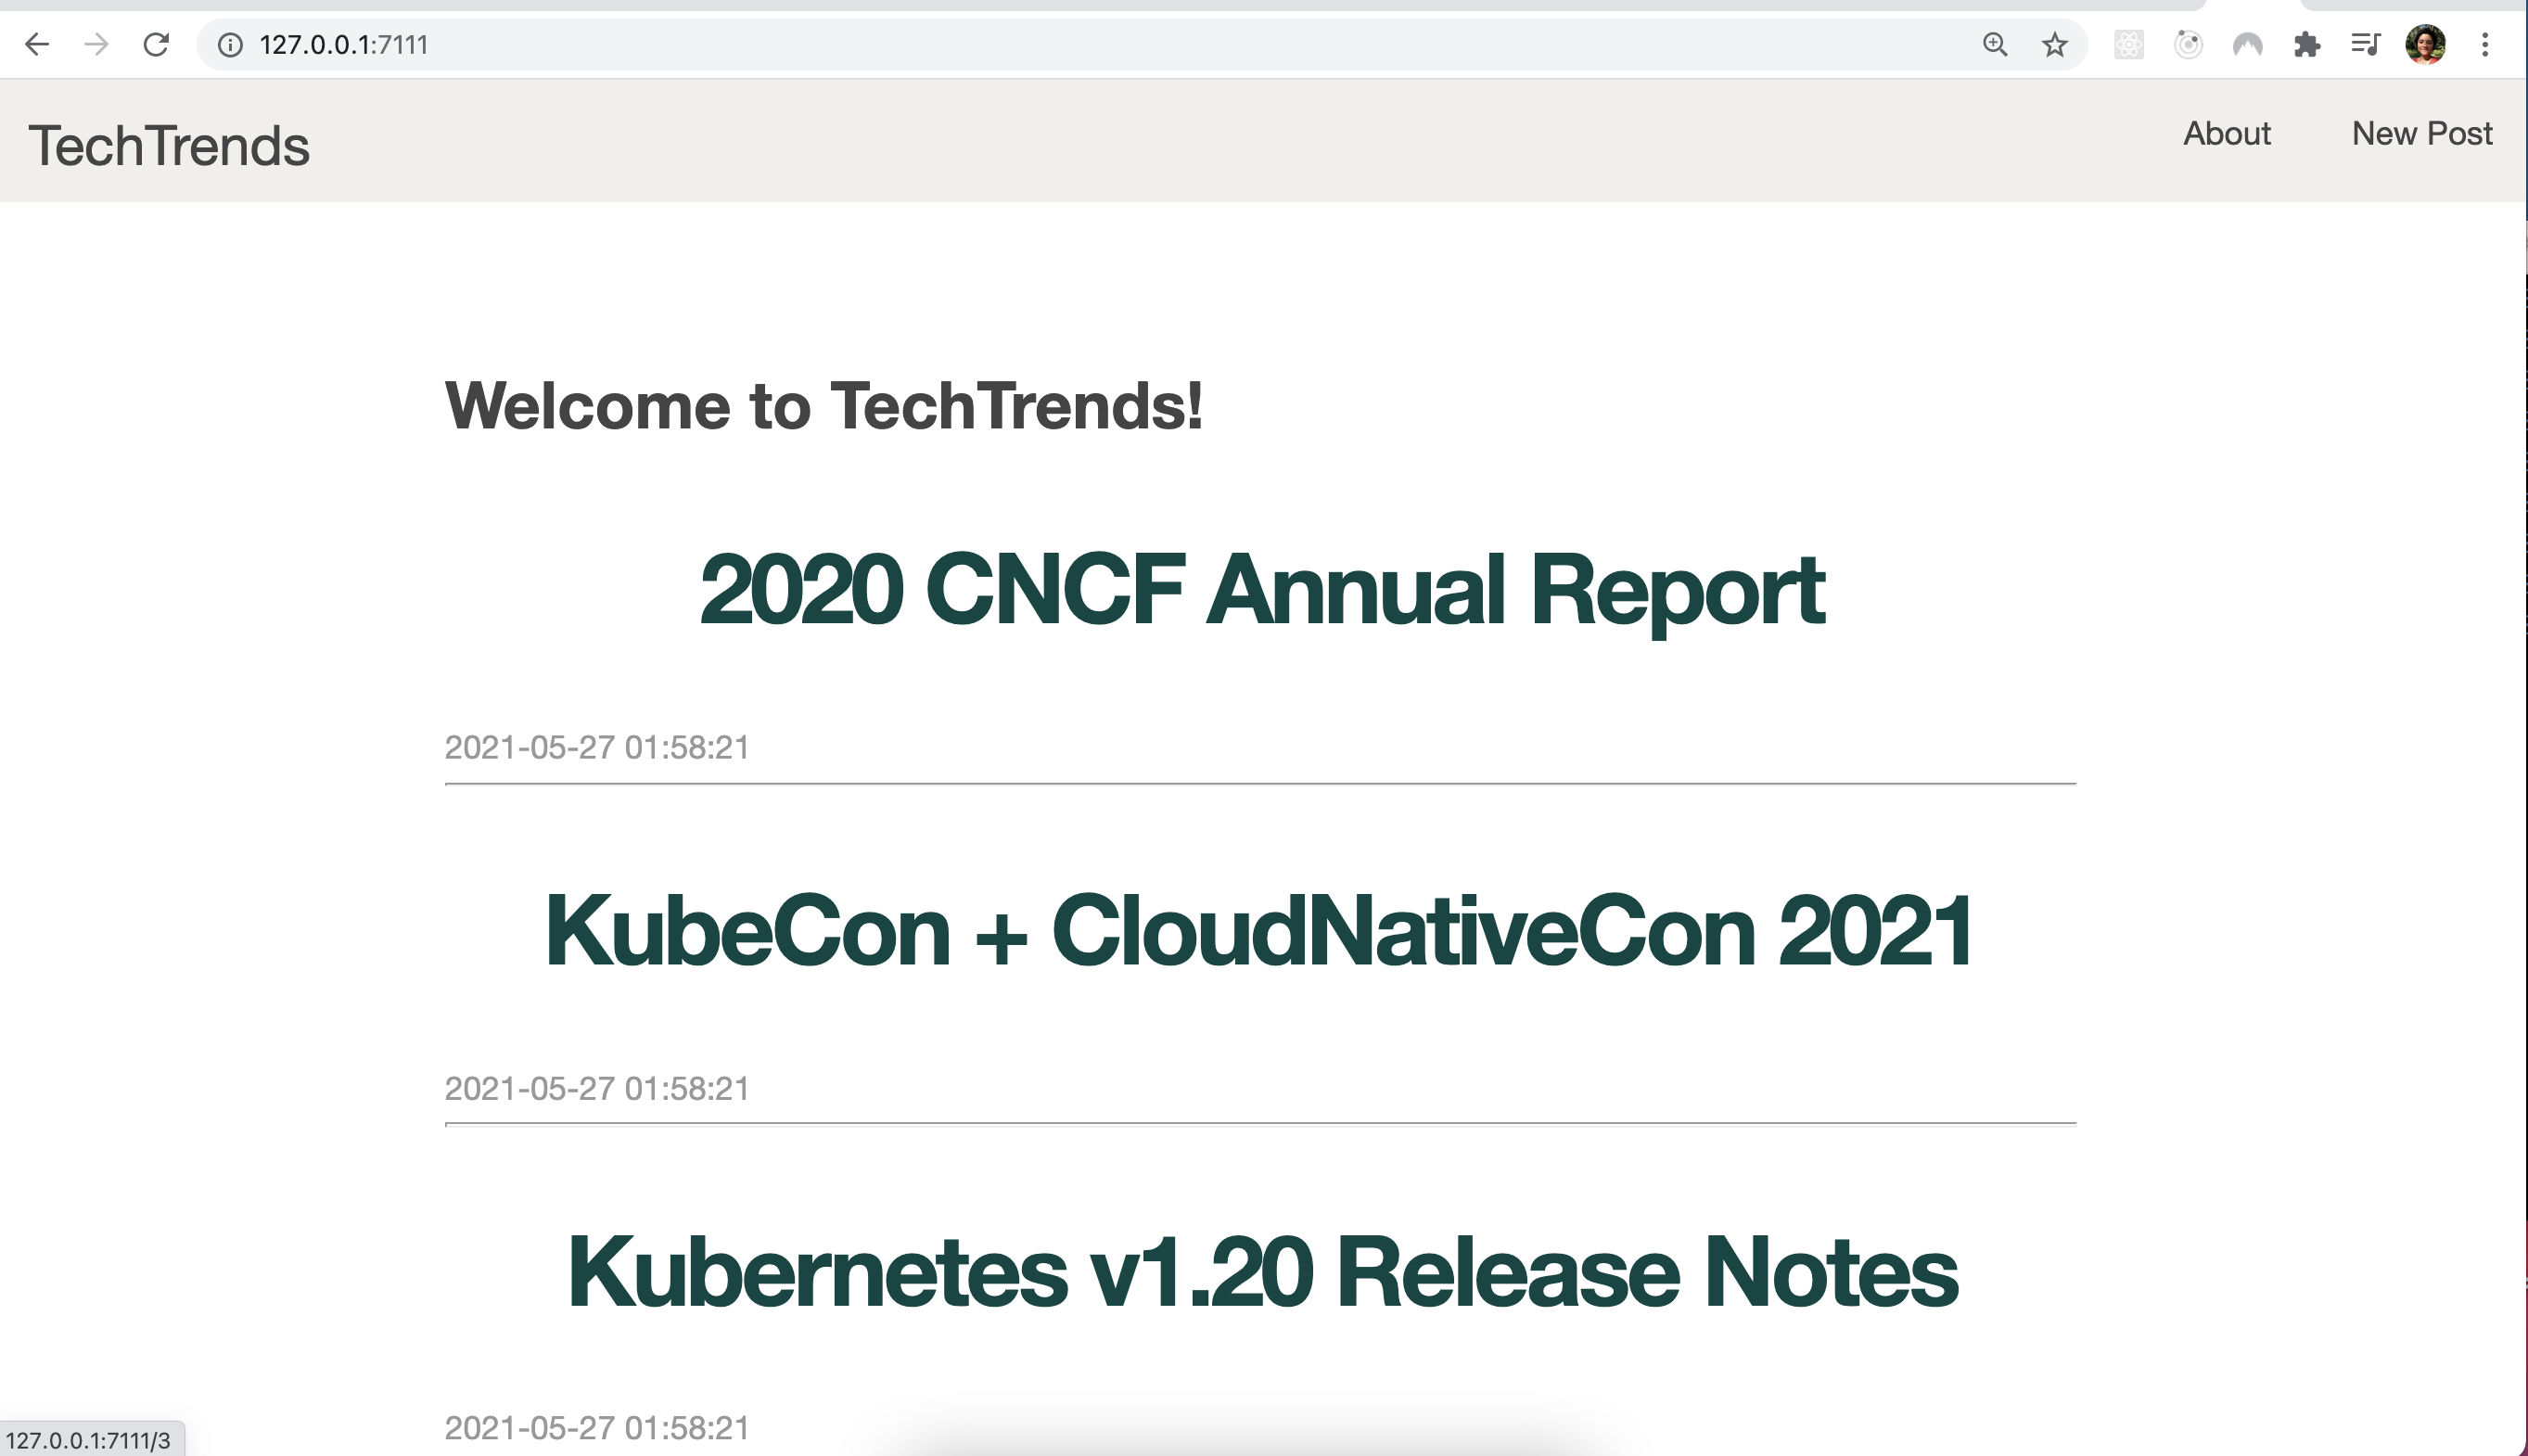 127.0.0.1:7111
TechTrends
About
New Post
Welcome to TechTrends!
2020 CNCF Annual Report
2021-05-27 01:58:21
KubeCon + CloudNativeCon 2021
2021-05-27 01:58:21
Kubernetes v1.20 Release Notes
2021-05-27 01:58:21
127.0.0.1:7111/3